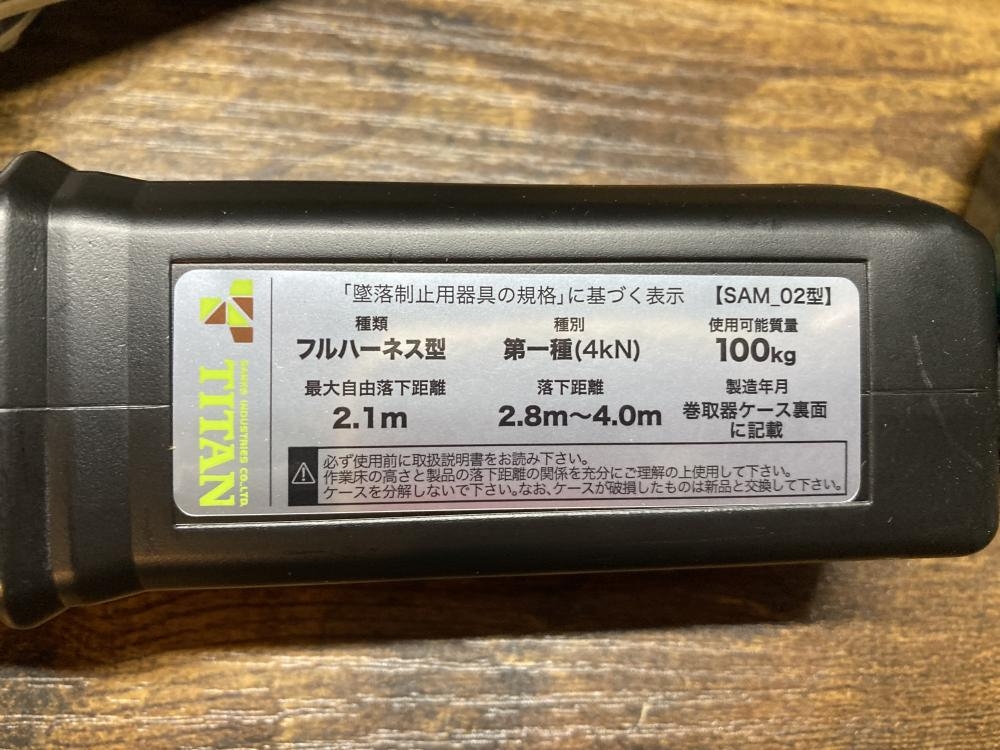 「墜落制止用器具の規格」に基づく表示 【SAM_02型】
種類 種別 使用可能質量
フルハーネス型 第一種(4kN) 100kg
最大自由落下距離 落下距離 製造年月
2.1m 2.8m〜4.0m 巻取器ケース裏面
に記載
必ず使用前に取扱説明書をお読み下さい。
作業床の高さと製品の落下距離の関係を充分にご理解の上使用して下さい。
ケースを分解しないで下さい。なお、ケースが破損したものは新品と交換して下さい。
SANKO INDUSTRIES CO.,LTD.
TITAN